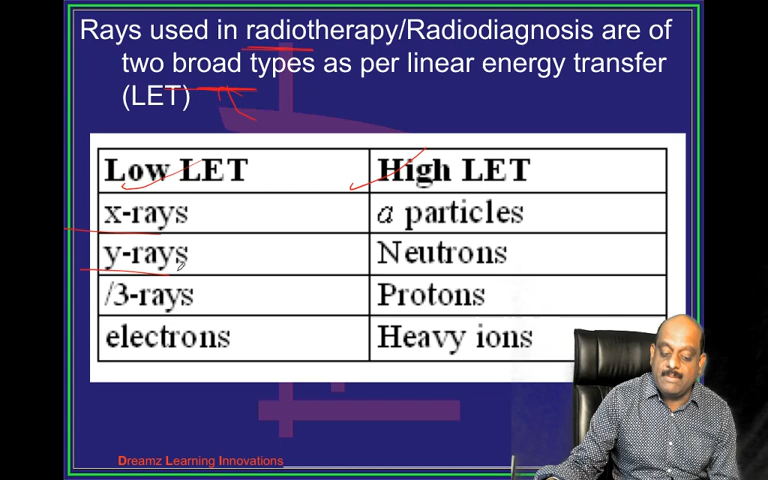 Rays used in radiotherapy/Radiodiagnosis are of
two broad types as per linear energy transfer
(LET)
Low LET High LET
x-rays a particles
y-rays Neutrons
/3-rays Protons
electrons Heavy ions
Dreamz Learning Innovations